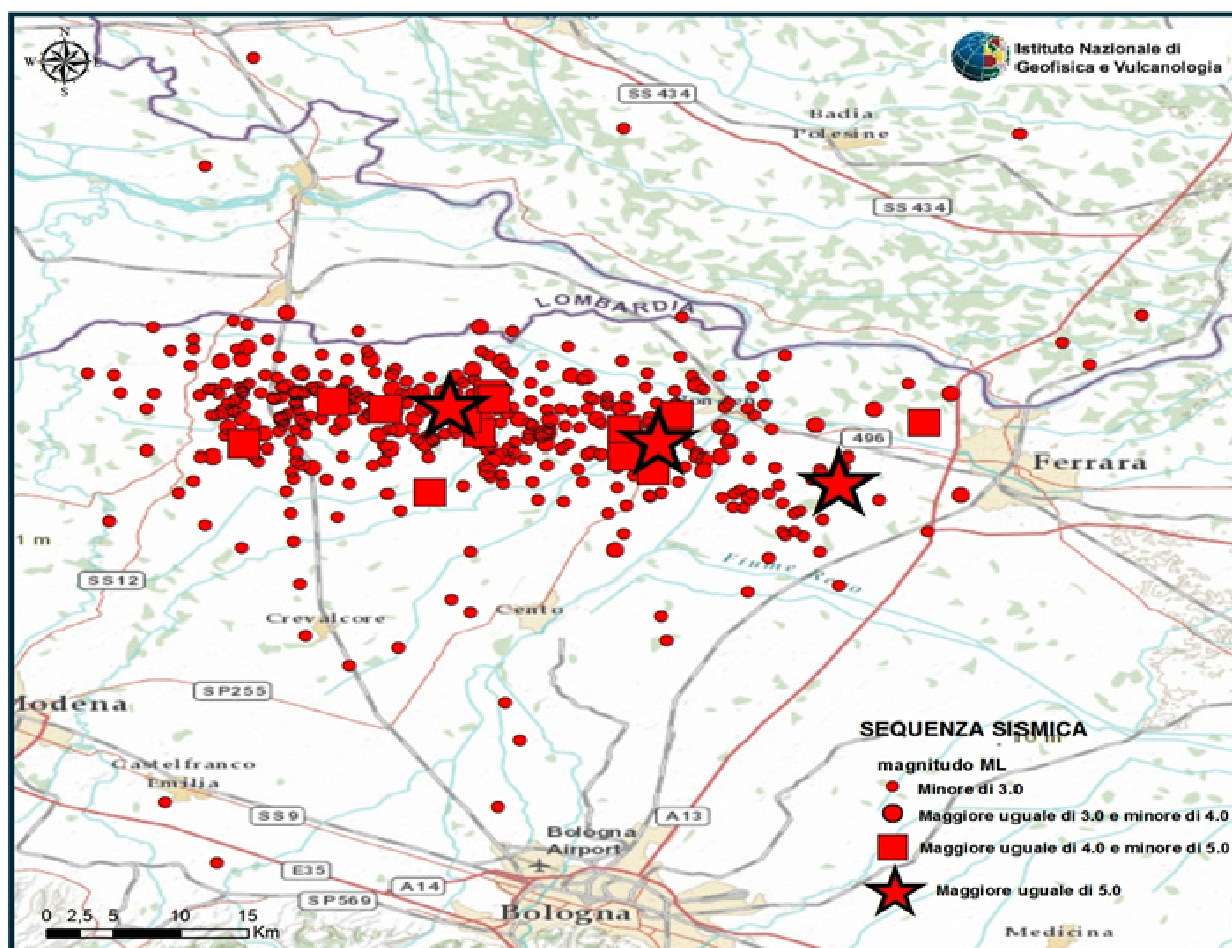 N
W
S
Istituto Nazionale di
Geofisica e Vulcanologia
SS 434
Badia
Polesine
SS 434
LOMBARDIA
496
Ferrara
1 m
SS12
Fiume Reno
Crevalcore
Cento
SP255
Modena
Castelfranco
Emilia
SS9
A13
Bologna
Airport
E35
A14
SP569
Bologna
Medicina
SEQUENZA SISMICA
magnitudo ML
Minore di 3.0
Maggiore uguale di 3.0 e minore di 4.0
Maggiore uguale di 4.0 e minore di 5.0
Maggiore uguale di 5.0
0 2,5 5 10 15
Km